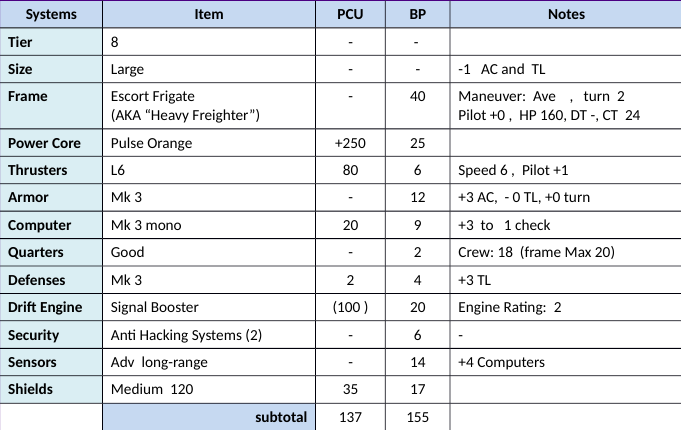 Systems Item PCU BP Notes
Tier 8 - -
Size Large - - -1 AC and TL
Frame Escort Frigate - 40 Maneuver: Ave , turn 2
(AKA “Heavy Freighter”) Pilot +0 , HP 160, DT -, CT 24
Power Core Pulse Orange +250 25
Thrusters L6 80 6 Speed 6 , Pilot +1
Armor Mk 3 - 12 +3 AC, - 0 TL, +0 turn
Computer Mk 3 mono 20 9 +3 to 1 check
Quarters Good - 2 Crew: 18 (frame Max 20)
Defenses Mk 3 2 4 +3 TL
Drift Engine Signal Booster (100 ) 20 Engine Rating: 2
Security Anti Hacking Systems (2) - 6 -
Sensors Adv long-range - 14 +4 Computers
Shields Medium 120 35 17
subtotal 137 155